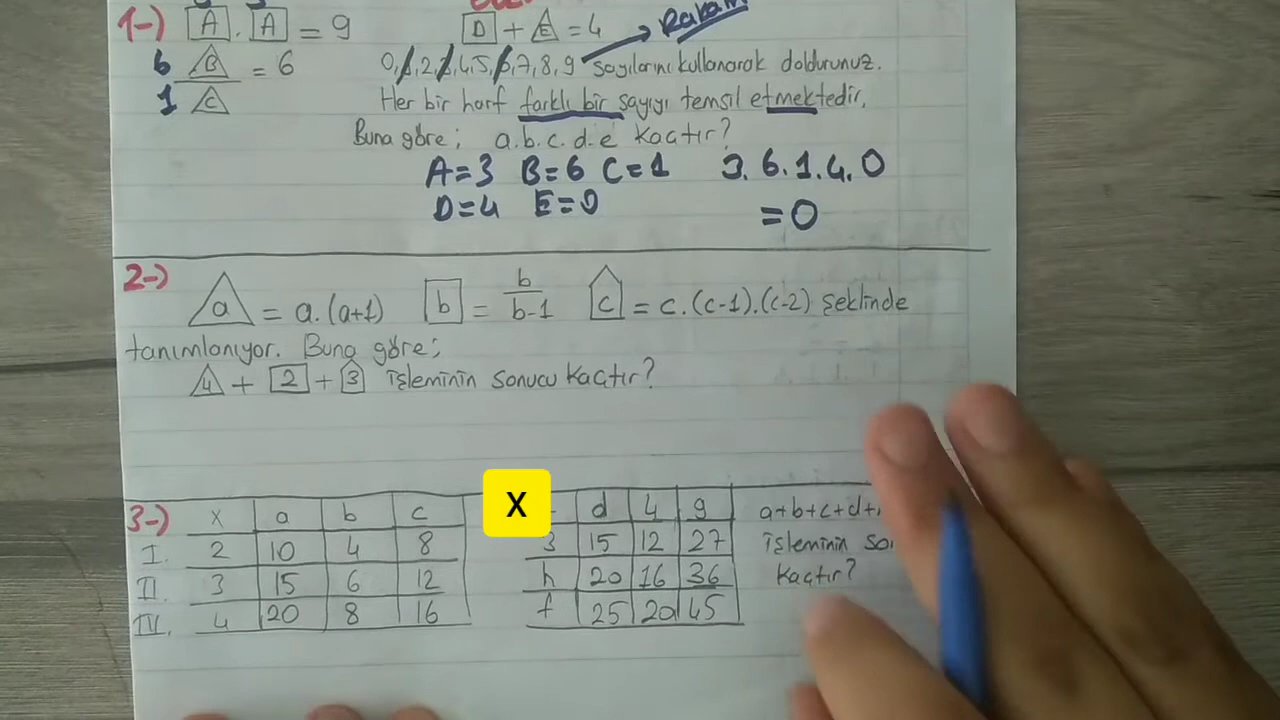 1-) A . A = 9
D + E = 4
Rakam
6 B = 6
1 C
0,1,2,3,4,5,6,7,8,9 sayılarını kullanarak doldurunuz.
Her bir harf farklı bir sayıyı temsil etmektedir.
Buna göre; a.b.c.d.e kaçtır?
A=3 B=6 C=1 3.6.1.4.0
D=4 E=0 =0
2-) a = a.(a+1) b = b/b-1 c = c.(c-1).(c-2) şeklinde
tanımlanıyor. Buna göre;
4 + 2 + 3 işleminin sonucu kaçtır?
3-) x a b c
I. 2 10 4 8
II. 3 15 6 12
4 20 8 16
X d 4 g
3 15 12 27
h 20 16 36
f 25 20 45
a+b+c+d+
işleminin
kaçtır?